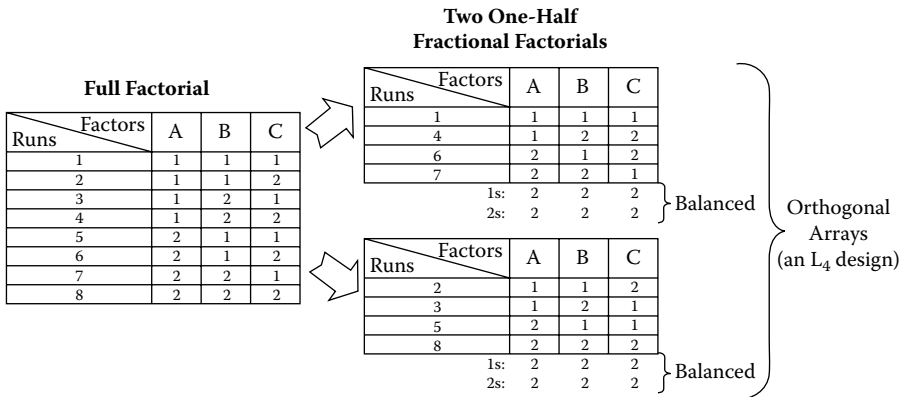 Two One-Half
Fractional Factorials
Full Factorial
Factors A B C
Runs
1 1 1 1
2 1 1 2
3 1 2 1
4 1 2 2
5 2 1 1
6 2 1 2
7 2 2 1
8 2 2 2
Factors A B C
Runs
1 1 1 1
4 1 2 2
6 2 1 2
7 2 2 1
1s: 2 2 2
2s: 2 2 2
Balanced
Factors A B C
Runs
2 1 1 2
3 1 2 1
5 2 1 1
8 2 2 2
1s: 2 2 2
2s: 2 2 2
Balanced
Orthogonal
Arrays
(an L₄ design)